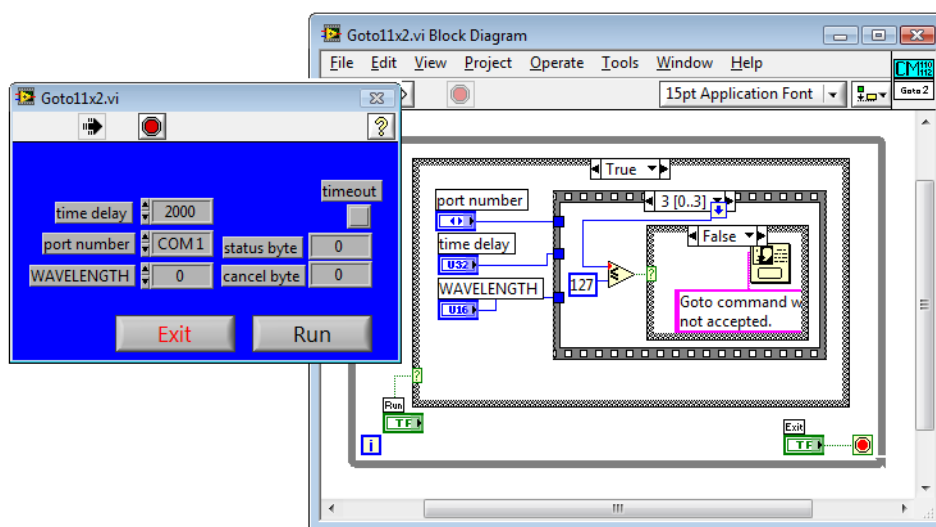 Goto11x2.vi Block Diagram
File Edit View Project Operate Tools Window Help
15pt Application Font
CM110
112
Goto 2
Goto11x2.vi
?
timeout
time delay 2000
port number COM1 status byte 0
WAVELENGTH 0 cancel byte 0
Exit Run
True
port number
3 [0..3]
time delay
U32
False
WAVELENGTH
U16
127
?
Goto command w
not accepted.
?
Run
TF
i
Exit
TF